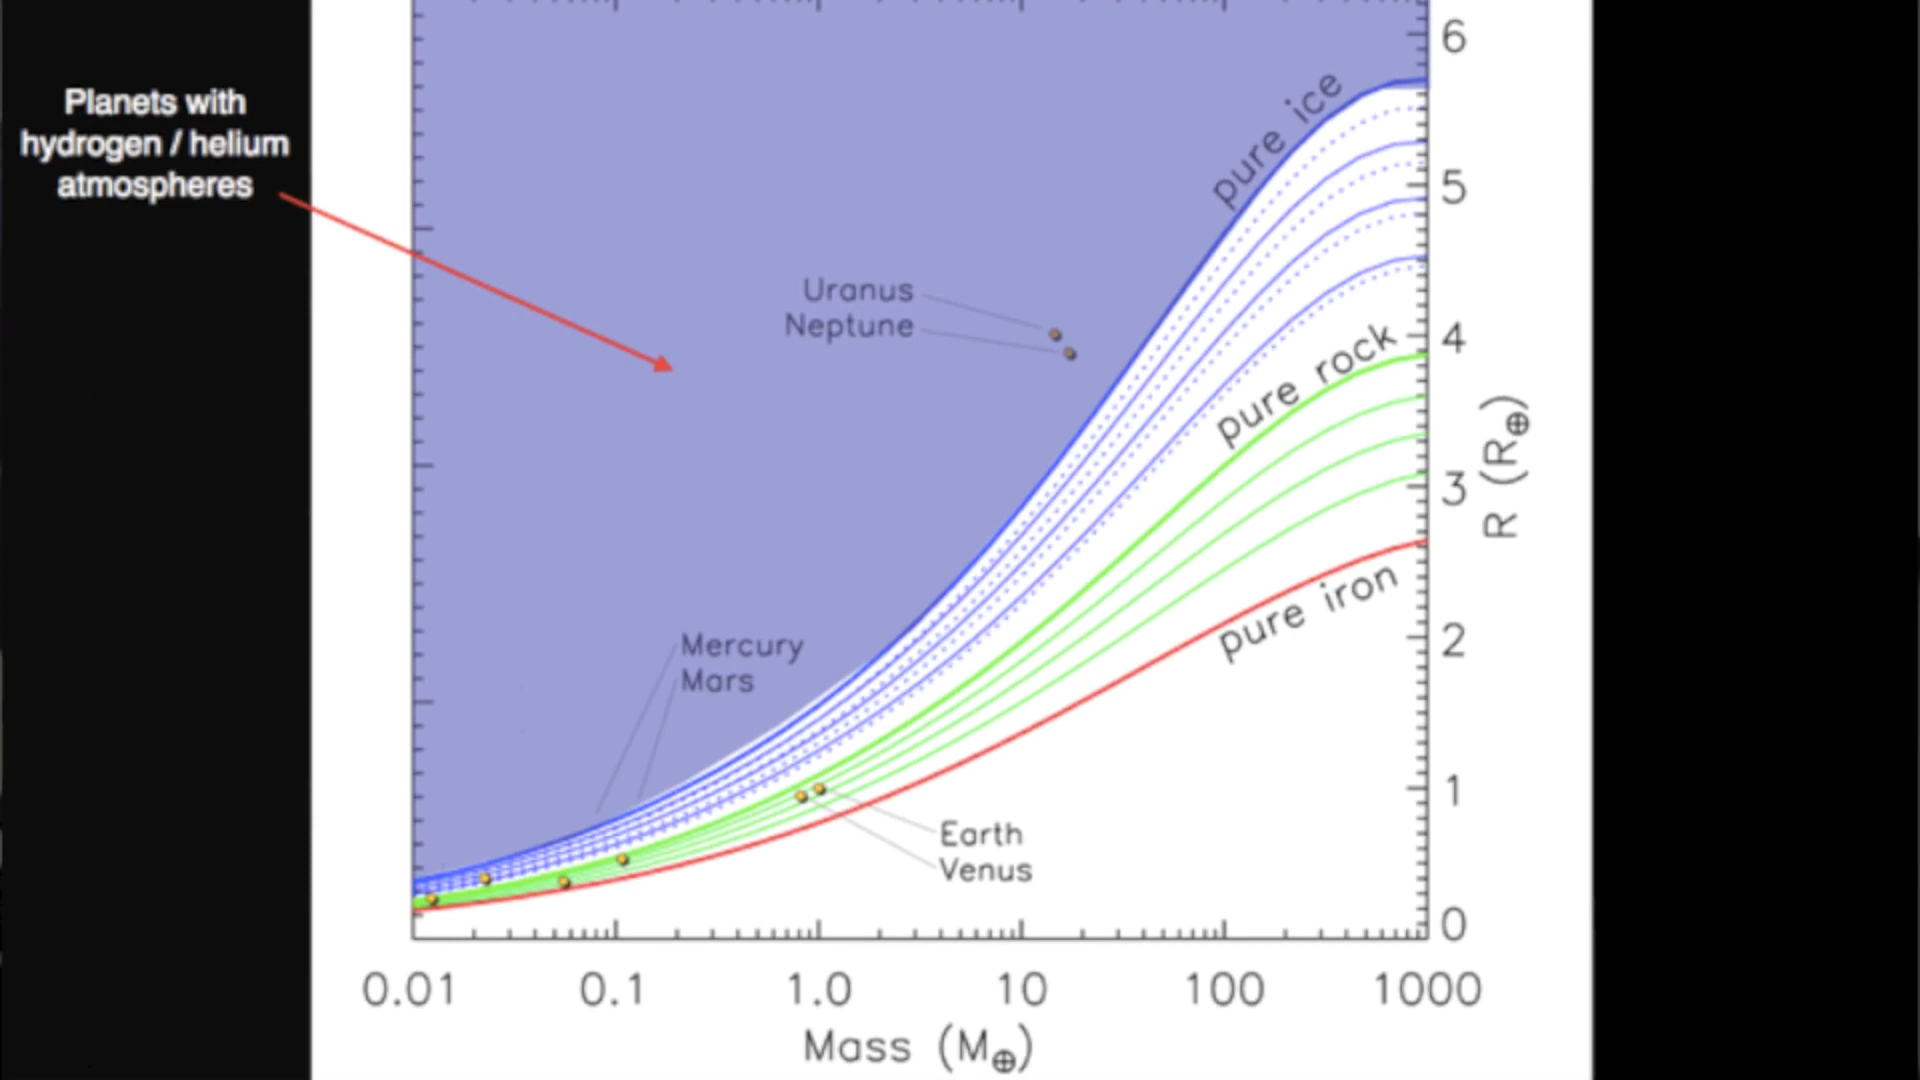 Planets with
hydrogen / helium
atmospheres
pure ice
Uranus
Neptune
pure rock
pure iron
Mercury
Mars
Earth
Venus
6
5
4
3
2
1
0
R (R⊕)
0.01 0.1 1.0 10 100 1000
Mass (M⊕)